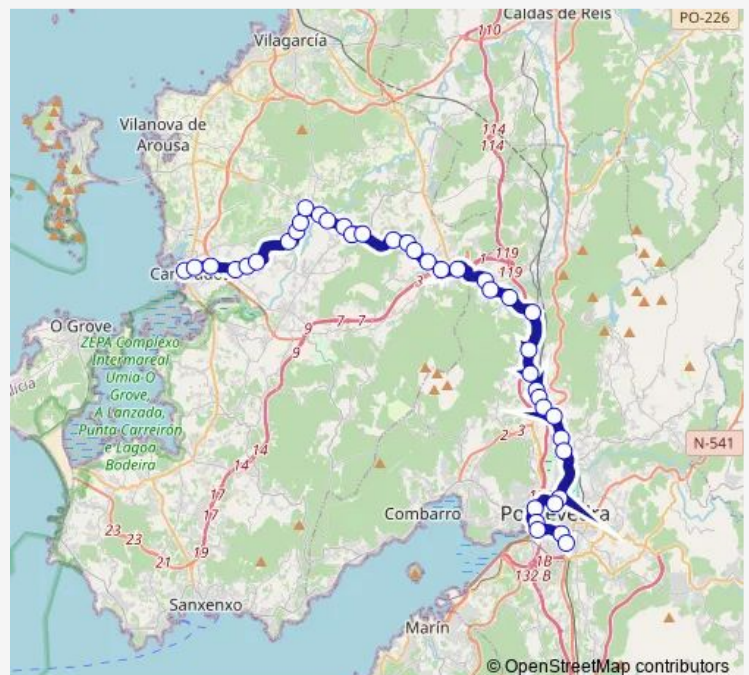 Caldas de Reis
PO-226
110
Vilagarcía
114
114
Vilanova de
Arousa
119
1
119
3
O Grove
7
7
9
9
ZEPA Complexo
Intermareal
Umia-O
Grove,
A Lanzada,
Punta Carreirón
e Lagoa
Bodeira
14
14
2
3
N-541
17
17
Combarro
23
23
21
19
1B
132 B
Sanxenxo
Marín
© OpenStreetMap contributors